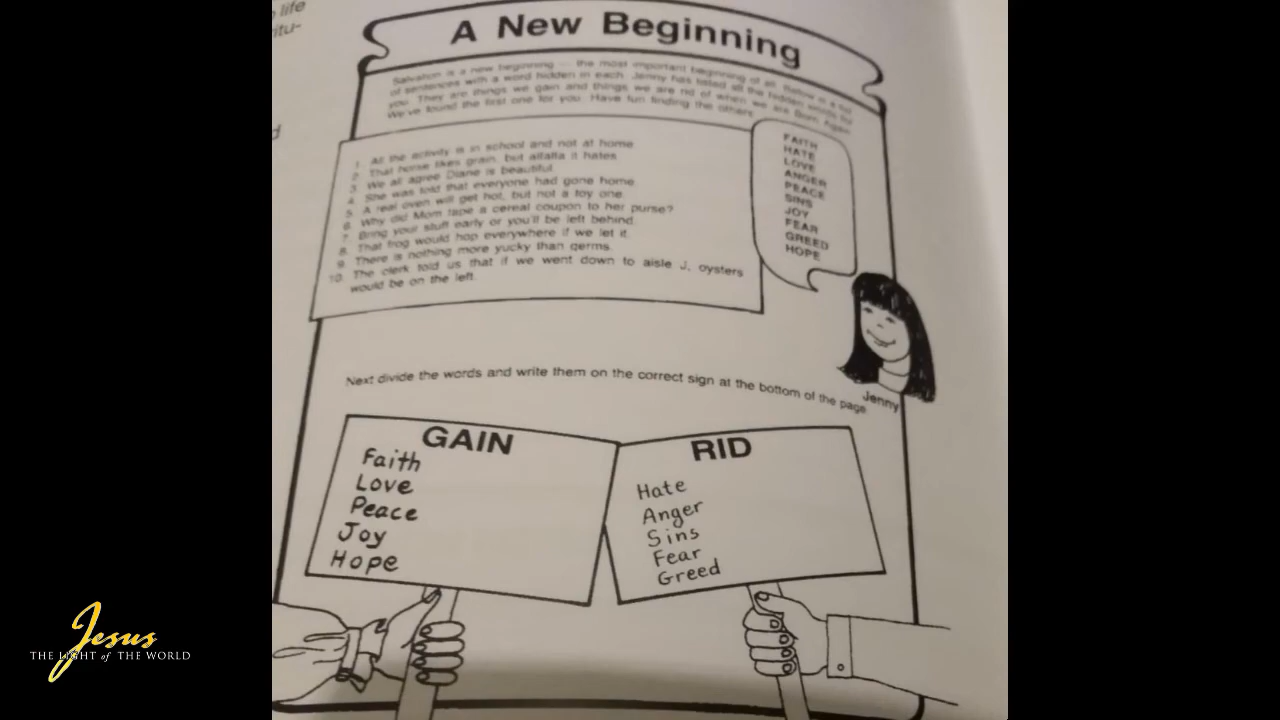 life
itu-
A New Beginning
Salvation is a new beginning — the most important beginning of all. Below is a list
of sentences with a word hidden in each. Jenny has listed all the hidden words for
you. They are things we gain and things we are rid of when we are Born Again.
We've found the first one for you. Have fun finding the others.
1. All the activity is in school and not at home.
2. That horse likes grain, but alfalfa it hates.
3. We all agree Diane is beautiful.
4. She was told that everyone had gone home.
5. A real oven will get hot, but not a toy one.
6. Why did Mom tape a cereal coupon to her purse?
7. Bring your stuff early or you'll be left behind.
8. That frog would hop everywhere if we let it.
9. There is nothing more yucky than germs.
10. The clerk told us that if we went down to aisle J, oysters
would be on the left.
FAITH
HATE
LOVE
ANGER
PEACE
SINS
JOY
FEAR
GREED
HOPE
Jenny
Next divide the words and write them on the correct sign at the bottom of the page.
GAIN
Faith
Love
Peace
Joy
Hope
RID
Hate
Anger
Sins
Fear
Greed
Jesus
THE LIGHT of THE WORLD